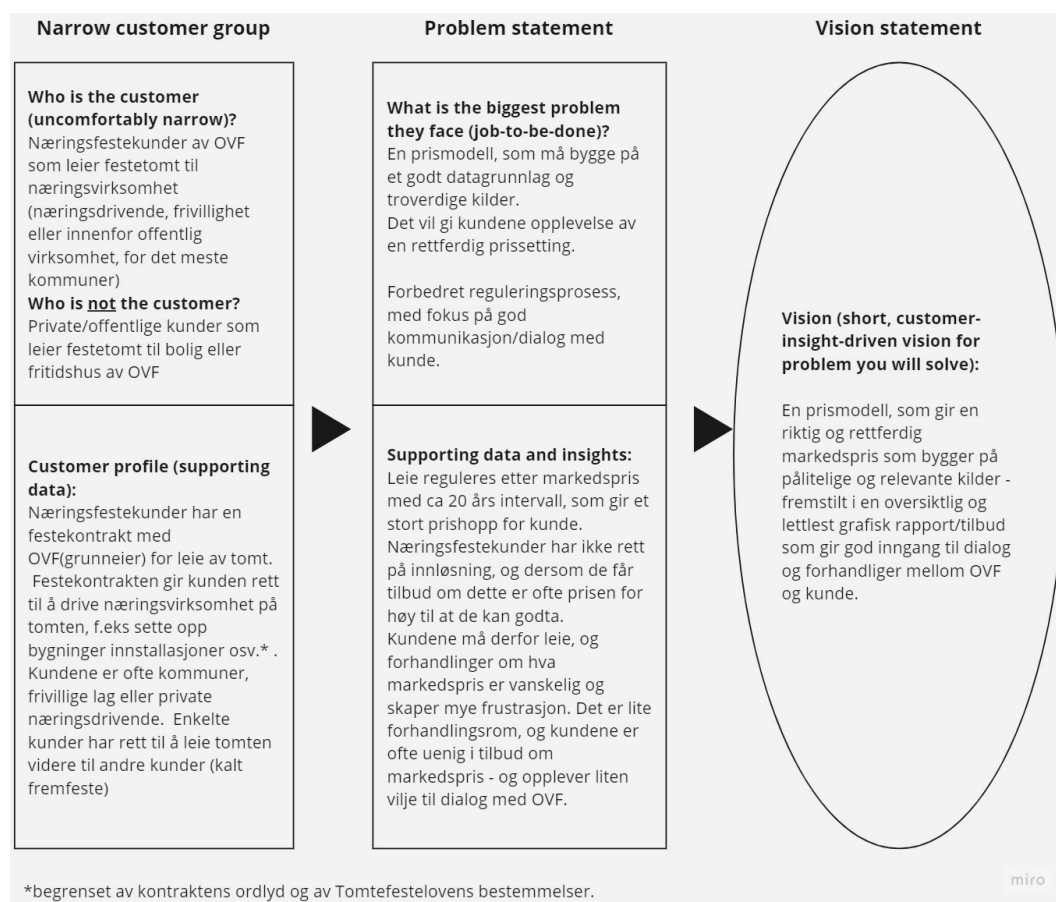 Narrow customer group
Problem statement
Vision statement
Who is the customer
(uncomfortably narrow)?
Næringsfestekunder av OVF
som leier festetomt til
næringsvirksomhet
(næringsdrivende, frivillighet
eller innenfor offentlig
virksomhet, for det meste
kommuner)
Who is not the customer?
Private/offentlige kunder som
leier festetomt til bolig eller
fritidshus av OVF
Customer profile (supporting
data):
Næringsfestekunder har en
festekontrakt med
OVF(grunneier) for leie av tomt.
Festekontrakten gir kunden rett
til å drive næringsvirksomhet på
tomten, f.eks sette opp
bygninger innstallasjoner osv.* .
Kundene er ofte kommuner,
frivillige lag eller private
næringsdrivende. Enkelte
kunder har rett til å leie tomten
videre til andre kunder (kalt
fremfeste)
What is the biggest problem
they face (job-to-be-done)?
En prismodell, som må bygge på
et godt datagrunnlag og
troverdige kilder.
Det vil gi kundene opplevelse av
en rettferdig prissetting.
Forbedret reguleringsprosess,
med fokus på god
kommunikasjon/dialog med
kunde.
Supporting data and insights:
Leie reguleres etter markedspris
med ca 20 års intervall, som gir et
stort prishopp for kunde.
Næringsfestekunder har ikke rett
på innløsning, og dersom de får
tilbud om dette er ofte prisen for
høy til at de kan godta.
Kundene må derfor leie, og
forhandlinger om hva
markedspris er vanskelig og
skaper mye frustrasjon. Det er lite
forhandlingsrom, og kundene er
ofte uenig i tilbud om
markedspris - og opplever liten
vilje til dialog med OVF.
Vision (short, customer-
insight-driven vision for
problem you will solve):
En prismodell, som gir en
riktig og rettferdig
markedspris som bygger på
pålitelige og relevante kilder -
fremstilt i en oversiktlig og
lettlest grafisk rapport/tilbud
som gir god inngang til dialog
og forhandliger mellom OVF
og kunde.
*begrenset av kontraktens ordlyd og av Tomtefestelovens bestemmelser.
miro